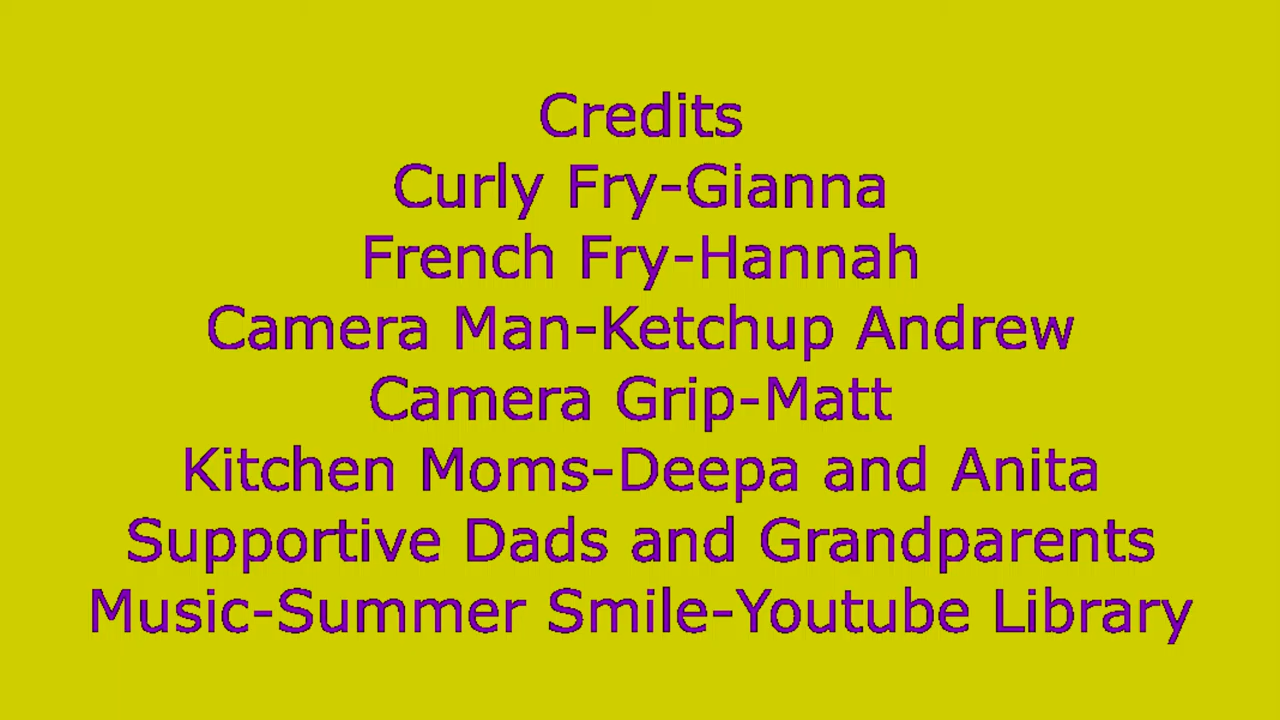 Credits
Curly Fry-Gianna
French Fry-Hannah
Camera Man-Ketchup Andrew
Camera Grip-Matt
Kitchen Moms-Deepa and Anita
Supportive Dads and Grandparents
Music-Summer Smile-Youtube Library